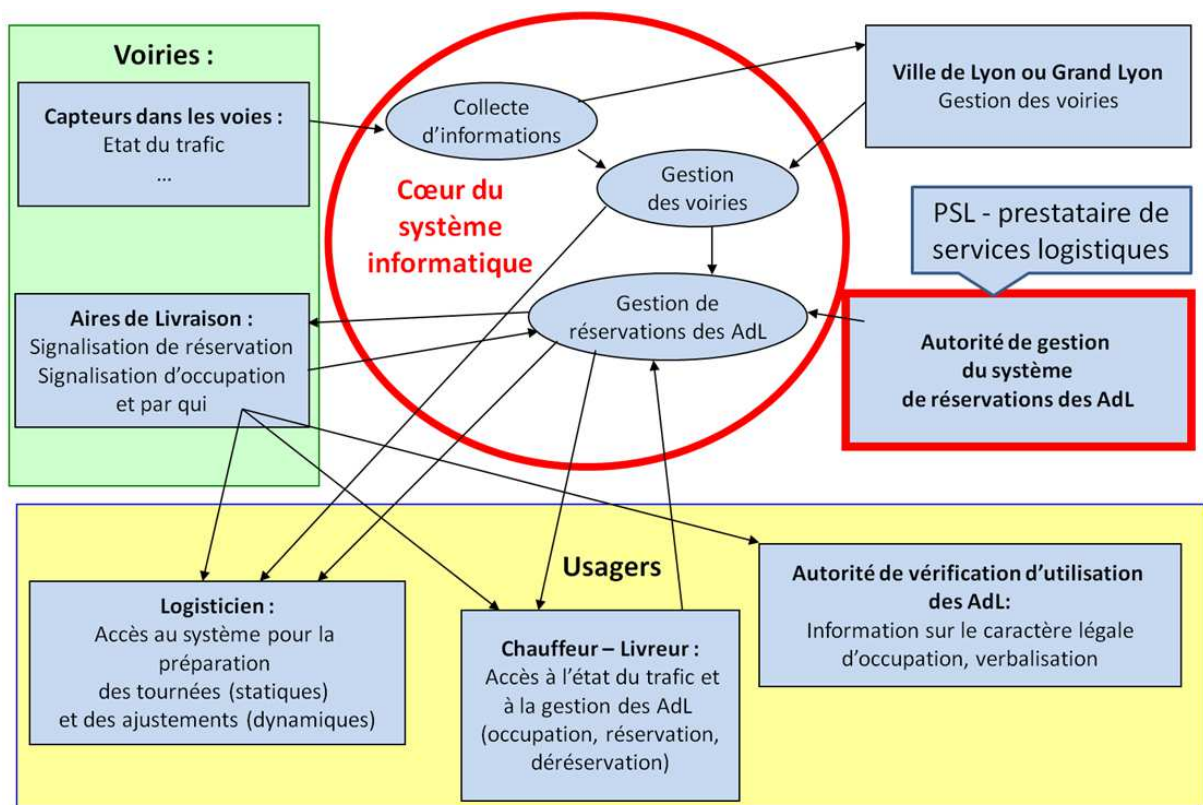 Voiries :
Capteurs dans les voies :
Etat du trafic
...
Collecte
d'informations
Ville de Lyon ou Grand Lyon
Gestion des voiries
Gestion
des voiries
Cœur du
système
informatique
PSL - prestataire de
services logistiques
Aires de Livraison :
Signalisation de réservation
Signalisation d'occupation
et par qui
Gestion de
réservations des AdL
Autorité de gestion
du système
de réservations des AdL
Usagers
Logisticien :
Accès au système pour la
préparation
des tournées (statiques)
et des ajustements (dynamiques)
Chauffeur – Livreur :
Accès à l'état du trafic et
à la gestion des AdL
(occupation, réservation,
déréservation)
Autorité de vérification d'utilisation
des AdL:
Information sur le caractère légale
d'occupation, verbalisation